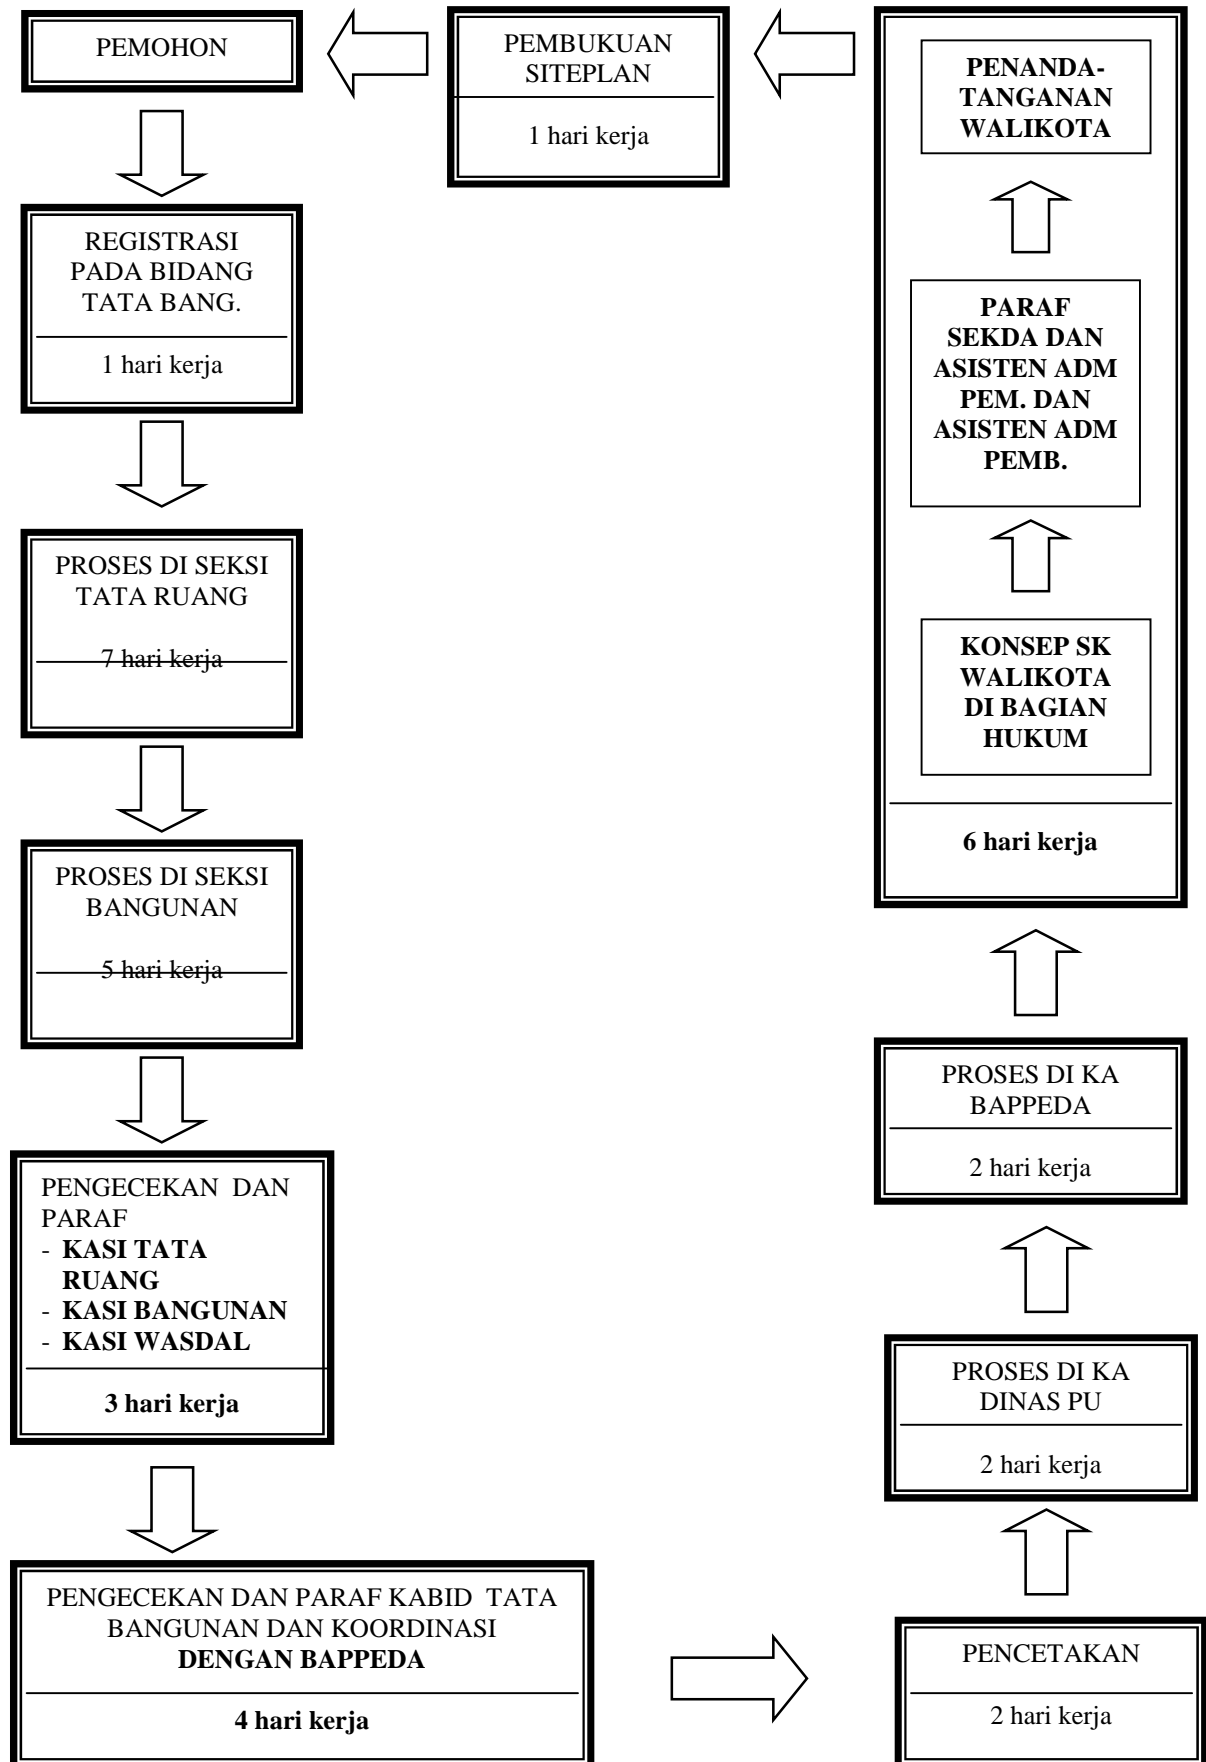 PEMOHON
REGISTRASI
PADA BIDANG
TATA BANG.
1 hari kerja
PROSES DI SEKSI
TATA RUANG
7 hari kerja
PROSES DI SEKSI
BANGUNAN
5 hari kerja
PENGECEKAN DAN
PARAF
- KASI TATA
RUANG
- KASI BANGUNAN
- KASI WASDAL
3 hari kerja
PENGECEKAN DAN PARAF KABID TATA
BANGUNAN DAN KOORDINASI
DENGAN BAPPEDA
4 hari kerja
PENCETAKAN
2 hari kerja
PROSES DI KA
DINAS PU
2 hari kerja
PROSES DI KA
BAPPEDA
2 hari kerja
KONSEP SK
WALIKOTA
DI BAGIAN
HUKUM
PARAF
SEKDA DAN
ASISTEN ADM
PEM. DAN
ASISTEN ADM
PEMB.
PENANDA-
TANGANAN
WALIKOTA
6 hari kerja
PEMBUKUAN
SITEPLAN
1 hari kerja